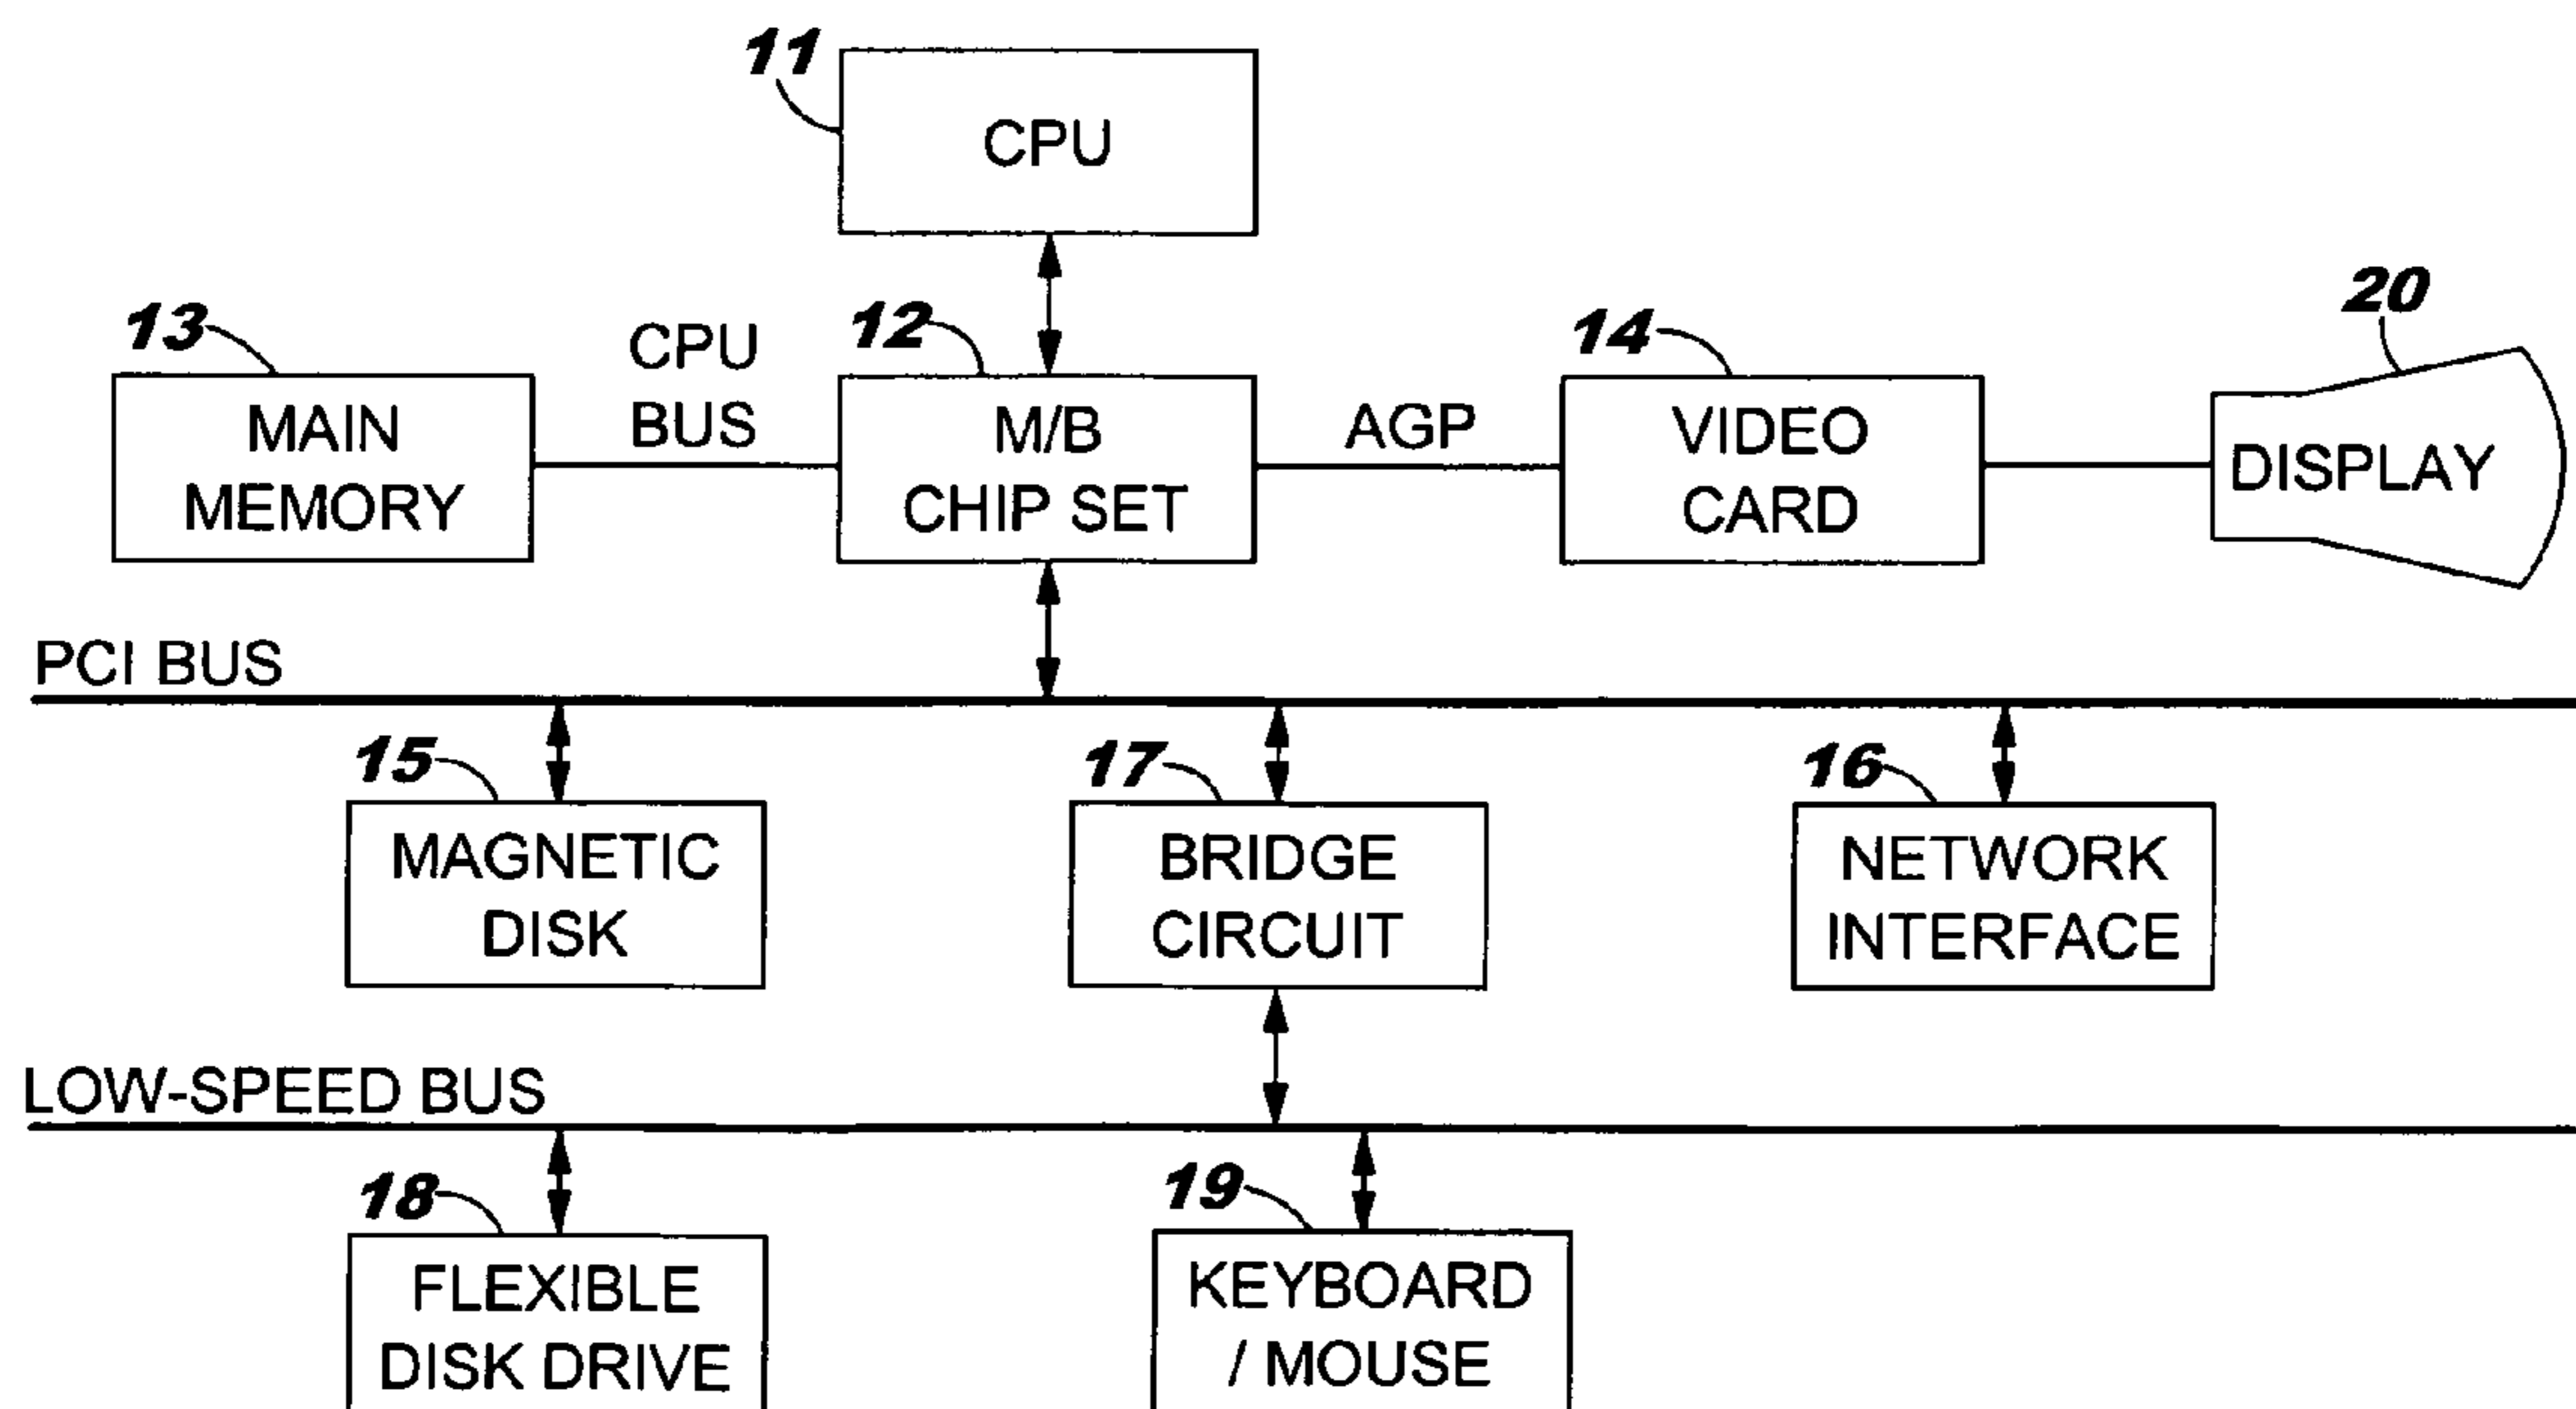 11
CPU
13
CPU
BUS
12
14
20
MAIN
MEMORY
M/B
CHIP SET
AGP
VIDEO
CARD
DISPLAY
PCI BUS
15
17
16
MAGNETIC
DISK
BRIDGE
CIRCUIT
NETWORK
INTERFACE
LOW-SPEED BUS
18
19
FLEXIBLE
DISK DRIVE
KEYBOARD
/ MOUSE